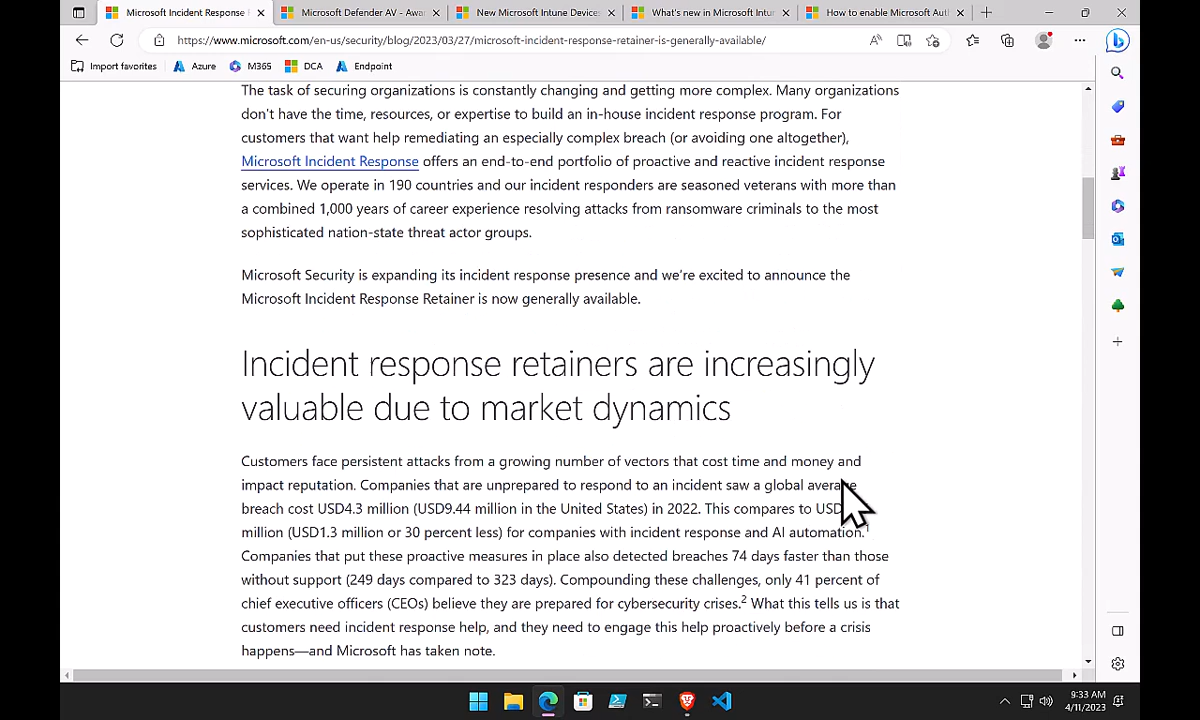 Microsoft Incident Response
Microsoft Defender AV - Awa
New Microsoft Intune Devices
What's new in Microsoft Intu
How to enable Microsoft Aut
https://www.microsoft.com/en-us/security/blog/2023/03/27/microsoft-incident-response-retainer-is-generally-available/
Import favorites
Azure
M365
DCA
Endpoint
The task of securing organizations is constantly changing and getting more complex. Many organizations
don't have the time, resources, or expertise to build an in-house incident response program. For
customers that want help remediating an especially complex breach (or avoiding one altogether),
Microsoft Incident Response offers an end-to-end portfolio of proactive and reactive incident response
services. We operate in 190 countries and our incident responders are seasoned veterans with more than
a combined 1,000 years of career experience resolving attacks from ransomware criminals to the most
sophisticated nation-state threat actor groups.
Microsoft Security is expanding its incident response presence and we're excited to announce the
Microsoft Incident Response Retainer is now generally available.
Incident response retainers are increasingly
valuable due to market dynamics
Customers face persistent attacks from a growing number of vectors that cost time and money and
impact reputation. Companies that are unprepared to respond to an incident saw a global average
breach cost USD4.3 million (USD9.44 million in the United States) in 2022. This compares to USD
million (USD1.3 million or 30 percent less) for companies with incident response and AI automation.1
Companies that put these proactive measures in place also detected breaches 74 days faster than those
without support (249 days compared to 323 days). Compounding these challenges, only 41 percent of
chief executive officers (CEOs) believe they are prepared for cybersecurity crises.2 What this tells us is that
customers need incident response help, and they need to engage this help proactively before a crisis
happens—and Microsoft has taken note.
9:33 AM
4/11/2023